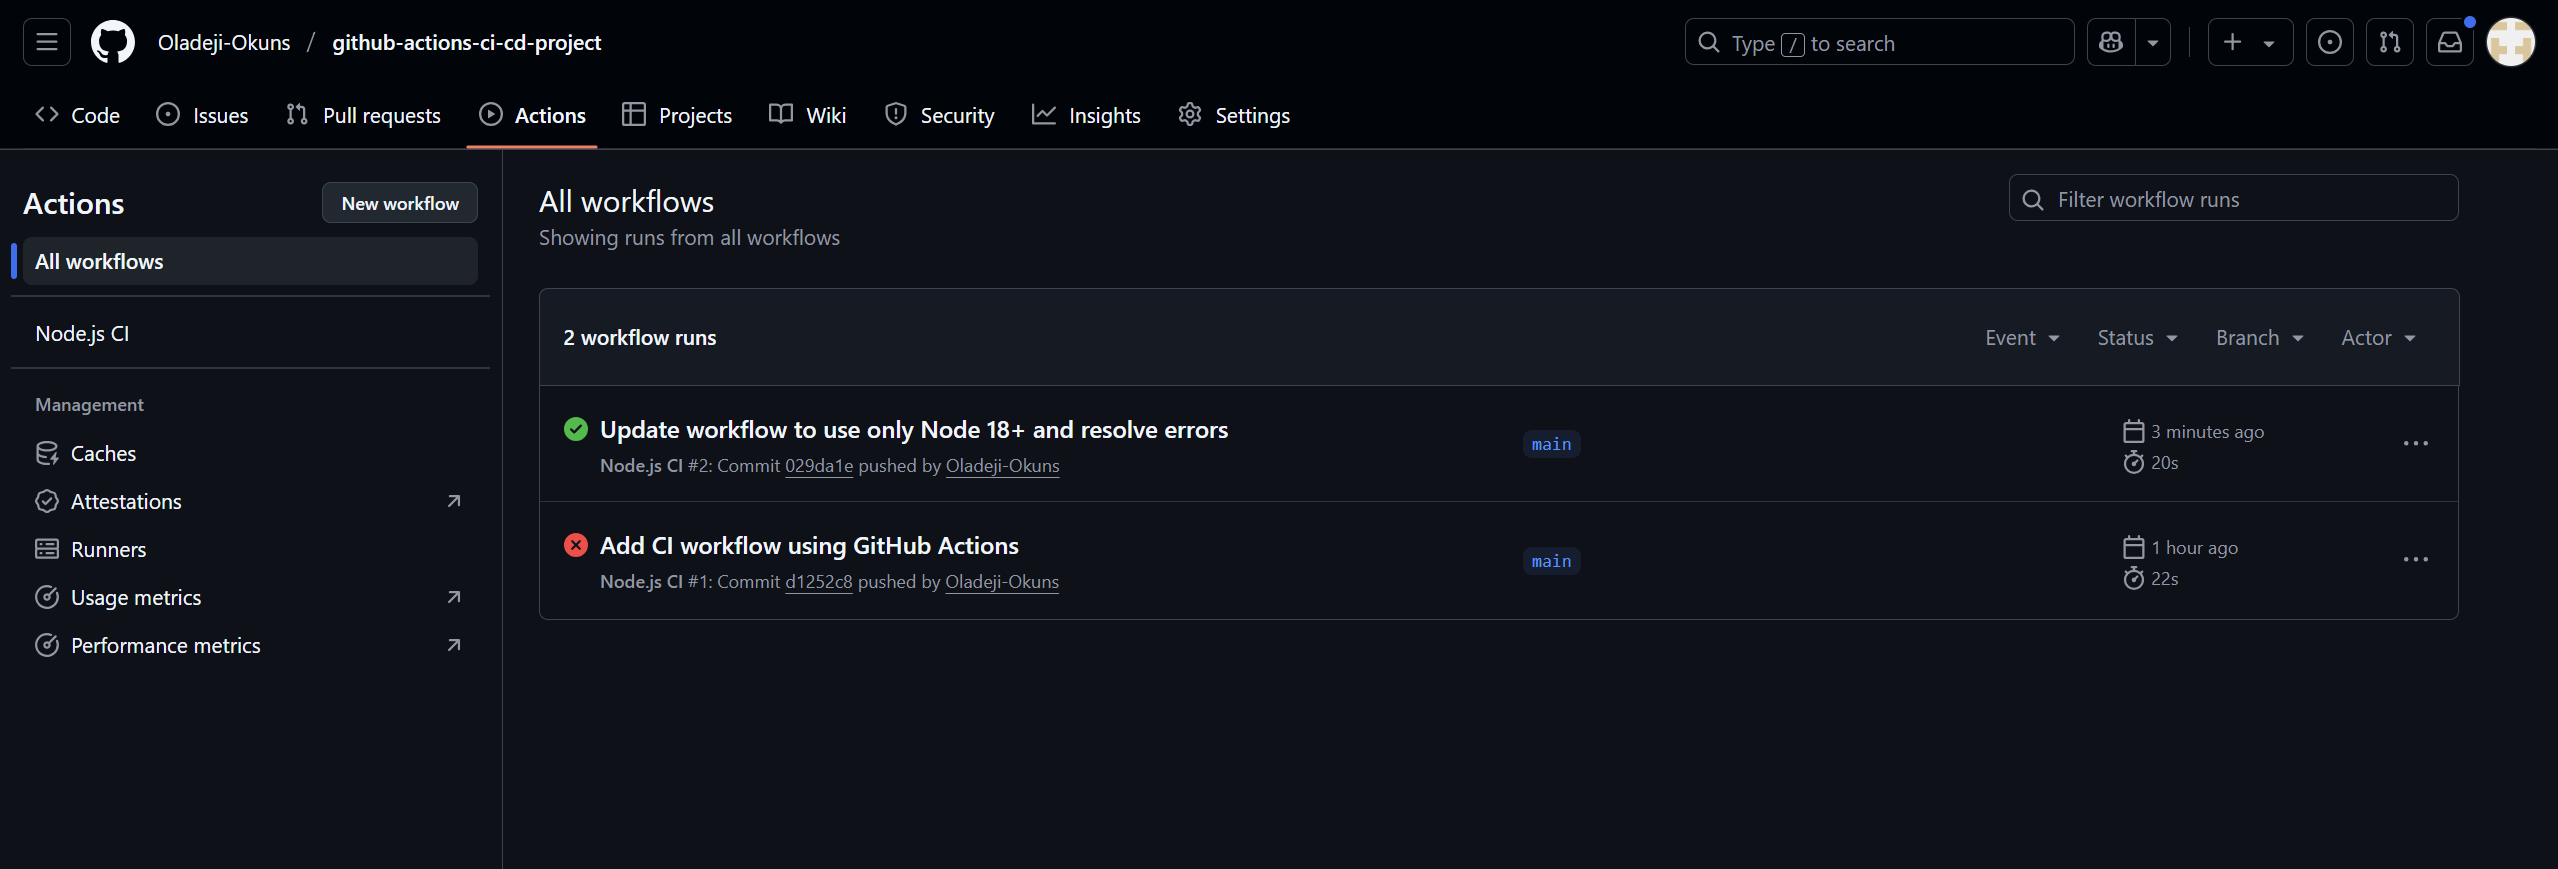 Oladeji-Okuns / github-actions-ci-cd-project
Type / to search
Code Issues Pull requests Actions Projects Wiki Security Insights Settings
Actions
New workflow
All workflows
Node.js CI
Management
Caches
Attestations
Runners
Usage metrics
Performance metrics
All workflows
Showing runs from all workflows
Filter workflow runs
2 workflow runs
Event Status Branch Actor
Update workflow to use only Node 18+ and resolve errors
Node.js CI #2: Commit 029da1e pushed by Oladeji-Okuns
main
3 minutes ago
20s
Add CI workflow using GitHub Actions
Node.js CI #1: Commit d1252c8 pushed by Oladeji-Okuns
main
1 hour ago
22s